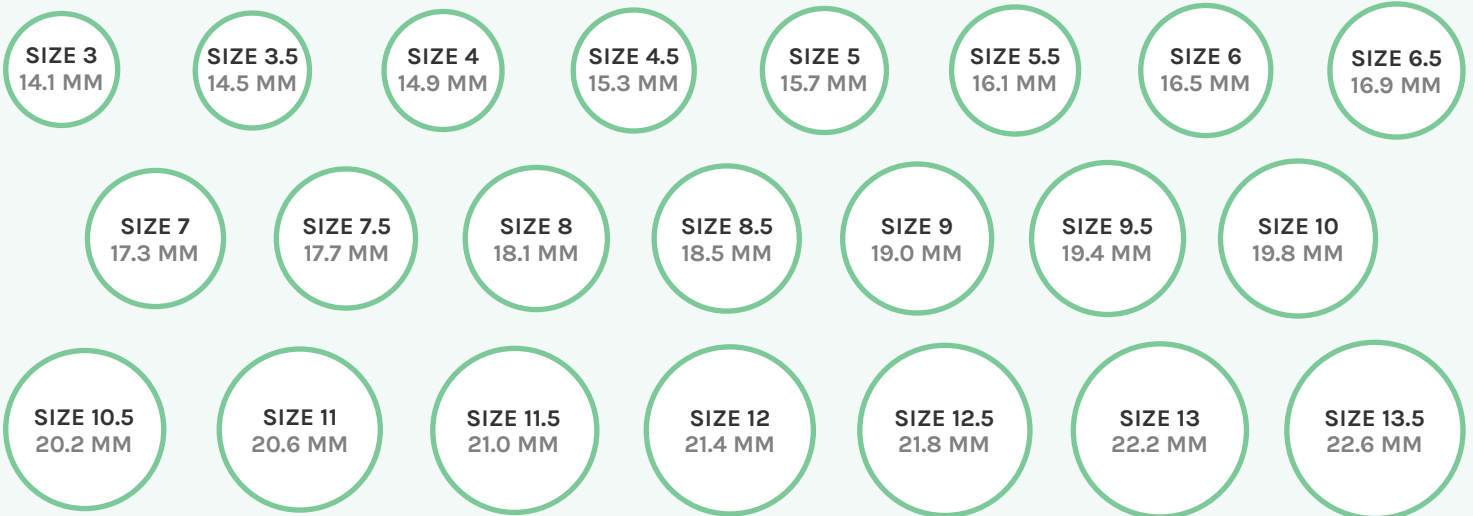 SIZE 3
14.1 MM
SIZE 3.5
14.5 MM
SIZE 4
14.9 MM
SIZE 4.5
15.3 MM
SIZE 5
15.7 MM
SIZE 5.5
16.1 MM
SIZE 6
16.5 MM
SIZE 6.5
16.9 MM
SIZE 7
17.3 MM
SIZE 7.5
17.7 MM
SIZE 8
18.1 MM
SIZE 8.5
18.5 MM
SIZE 9
19.0 MM
SIZE 9.5
19.4 MM
SIZE 10
19.8 MM
SIZE 10.5
20.2 MM
SIZE 11
20.6 MM
SIZE 11.5
21.0 MM
SIZE 12
21.4 MM
SIZE 12.5
21.8 MM
SIZE 13
22.2 MM
SIZE 13.5
22.6 MM